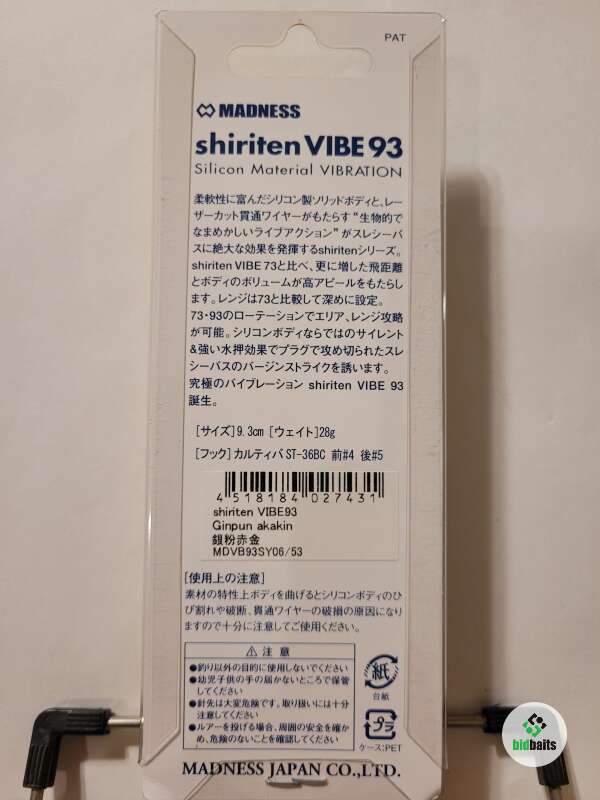 PAT
MADNESS
shiriten VIBE 93
Silicon Material VIBRATION
柔軟性に富んだシリコン製ソリッドボディと、レー
ザーカット貫通ワイヤーがもたらす“生物的で
なまめかしいライブアクション”がスレシーバ
スに絶大な効果を発揮するshiritenシリーズ。
shiriten VIBE 73と比べ、更に増した飛距離
とボディのボリュームが高アピールをもたらし
ます。レンジは73と比較して深めに設定。
73・93のローテーションでエリア、レンジ攻略
が可能。シリコンボディならではのサイレント
&強い水押効果でプラグで攻め切られたスレ
シーバスのバージンストライクを誘います。
究極のバイブレーション shiriten VIBE 93
誕生。
[サイズ]9.3cm [ウェイト]28g
[フック]カルティバ ST-36BC 前#4 後#5
4 518184 027431
shiriten VIBE93
Ginpun akakin
銀粉赤金
MDVB93SY06/53
[使用上の注意]
素材の特性上ボディを曲げるとシリコンボディのひ
び割れや破断、貫通ワイヤーの破損の原因になり
ますので十分に注意してご使用ください。
⚠ 注 意
●釣り以外の目的に使用しないでください
●幼児子供の手の届かないところで保管
してください
●針先は大変危険です。取り扱いには十分
注意してください
●ルアーを投げる場合、周囲の安全を確か
め、危険のないことを確認してください
紙
台紙
プラ
ケース:PET
MADNESS JAPAN CO.,LTD.
bidbaits